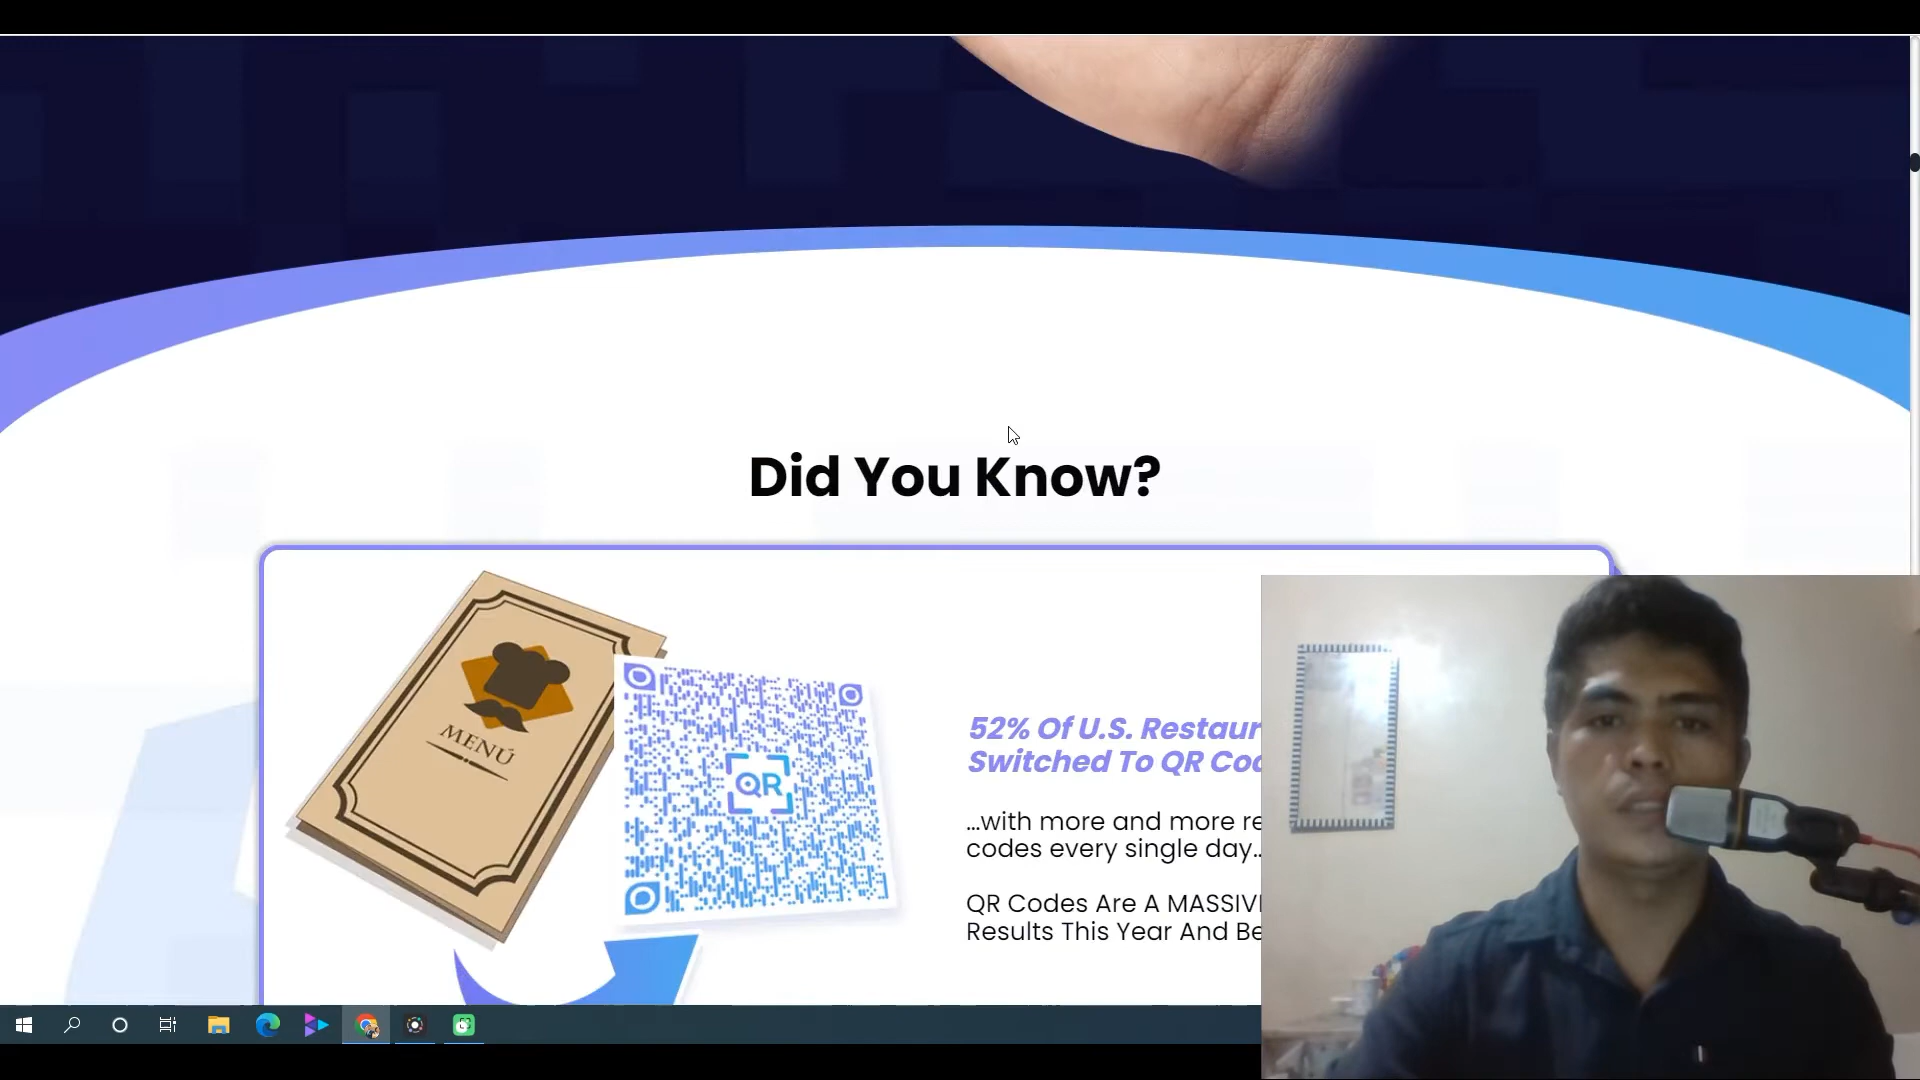 Did You Know?
MENÚ
QR
52% Of U.S. Restaur
Switched To QR Coc
...with more and more re
codes every single day..
QR Codes Are A MASSIV
Results This Year And Be